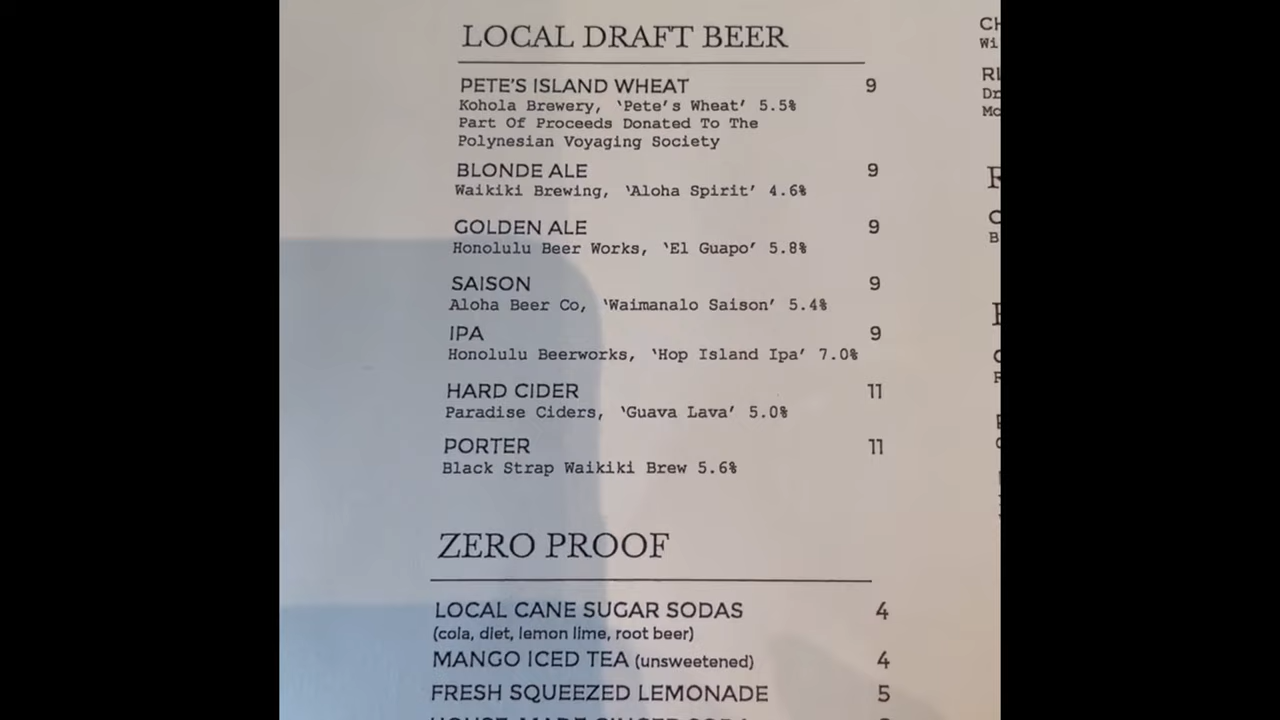 LOCAL DRAFT BEER
PETE'S ISLAND WHEAT 9
Kohola Brewery, 'Pete's Wheat' 5.5%
Part Of Proceeds Donated To The
Polynesian Voyaging Society
BLONDE ALE 9
Waikiki Brewing, 'Aloha Spirit' 4.6%
GOLDEN ALE 9
Honolulu Beer Works, 'El Guapo' 5.8%
SAISON 9
Aloha Beer Co, 'Waimanalo Saison' 5.4%
IPA 9
Honolulu Beerworks, 'Hop Island Ipa' 7.0%
HARD CIDER 11
Paradise Ciders, 'Guava Lava' 5.0%
PORTER 11
Black Strap Waikiki Brew 5.6%
ZERO PROOF
LOCAL CANE SUGAR SODAS 4
(cola, diet, lemon lime, root beer)
MANGO ICED TEA (unsweetened) 4
FRESH SQUEEZED LEMONADE 5